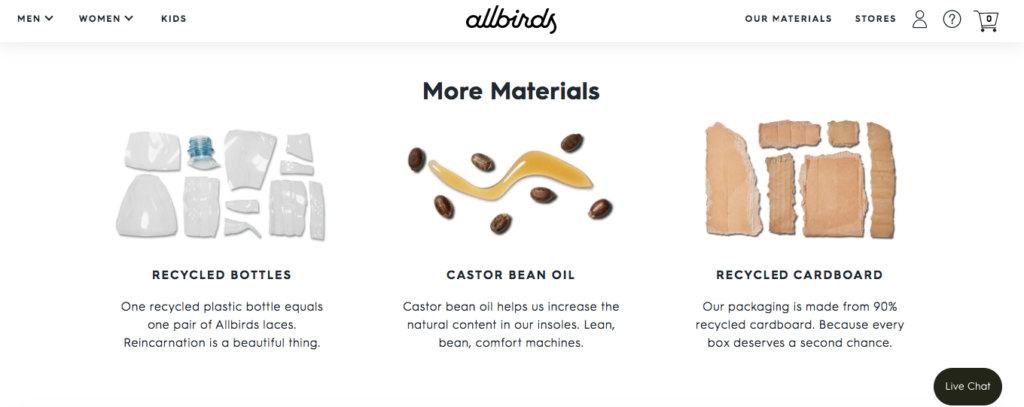 MEN WOMEN KIDS allbirds OUR MATERIALS STORES ? 0
More Materials
RECYCLED BOTTLES
One recycled plastic bottle equals
one pair of Allbirds laces.
Reincarnation is a beautiful thing.
CASTOR BEAN OIL
Castor bean oil helps us increase the
natural content in our insoles. Lean,
bean, comfort machines.
RECYCLED CARDBOARD
Our packaging is made from 90%
recycled cardboard. Because every
box deserves a second chance.
Live Chat